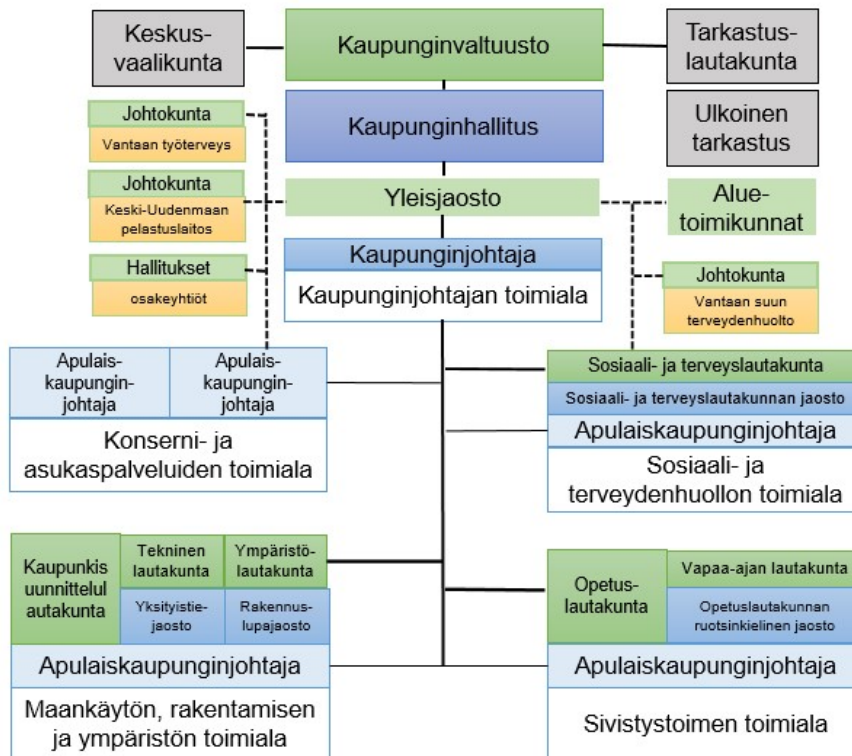 Keskus-
vaalikunta
Kaupunginvaltuusto
Tarkastus-
lautakunta
Johtokunta
Vantaan työterveys
Kaupunginhallitus
Ulkoinen
tarkastus
Johtokunta
Keski-Uudenmaan
pelastuslaitos
Yleisjaosto
Alue-
toimikunnat
Hallitukset
osakeyhtiöt
Kaupunginjohtaja
Kaupunginjohtajan toimiala
Johtokunta
Vantaan suun
terveydenhuolto
Apulais-
kaupungin-
johtaja
Apulais-
kaupungin-
johtaja
Konserni- ja
asukaspalveluiden toimiala
Sosiaali- ja terveyslautakunta
Sosiaali- ja terveyslautakunnan jaosto
Apulaiskaupunginjohtaja
Sosiaali- ja
terveydenhuollon toimiala
Kaupunkis
uunnittelul
autakunta
Tekninen
lautakunta
Ympäristö-
lautakunta
Yksityistie-
jaosto
Rakennus-
lupajaosto
Apulaiskaupunginjohtaja
Maankäytön, rakentamisen
ja ympäristön toimiala
Opetus-
lautakunta
Vapaa-ajan lautakunta
Opetuslautakunnan
ruotsinkielinen jaosto
Apulaiskaupunginjohtaja
Sivistystoimen toimiala